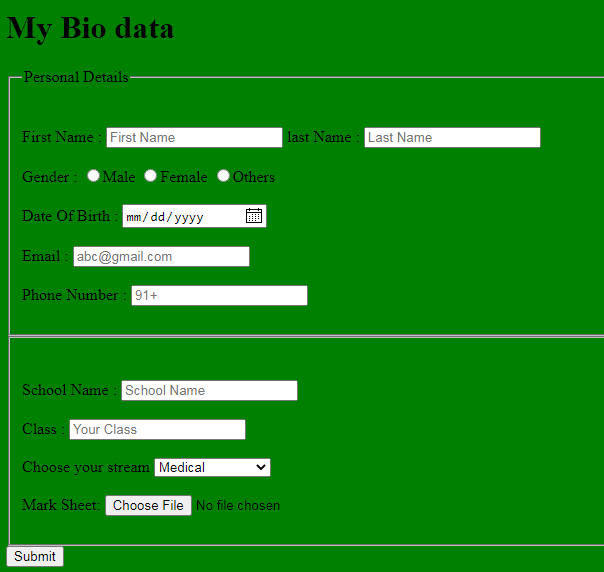 My Bio data
Personal Details
First Name : First Name last Name : Last Name
Gender : Male Female Others
Date Of Birth : mm/dd/yyyy
Email : abc@gmail.com
Phone Number : 91+
School Name : School Name
Class : Your Class
Choose your stream Medical
Mark Sheet: Choose File No file chosen
Submit